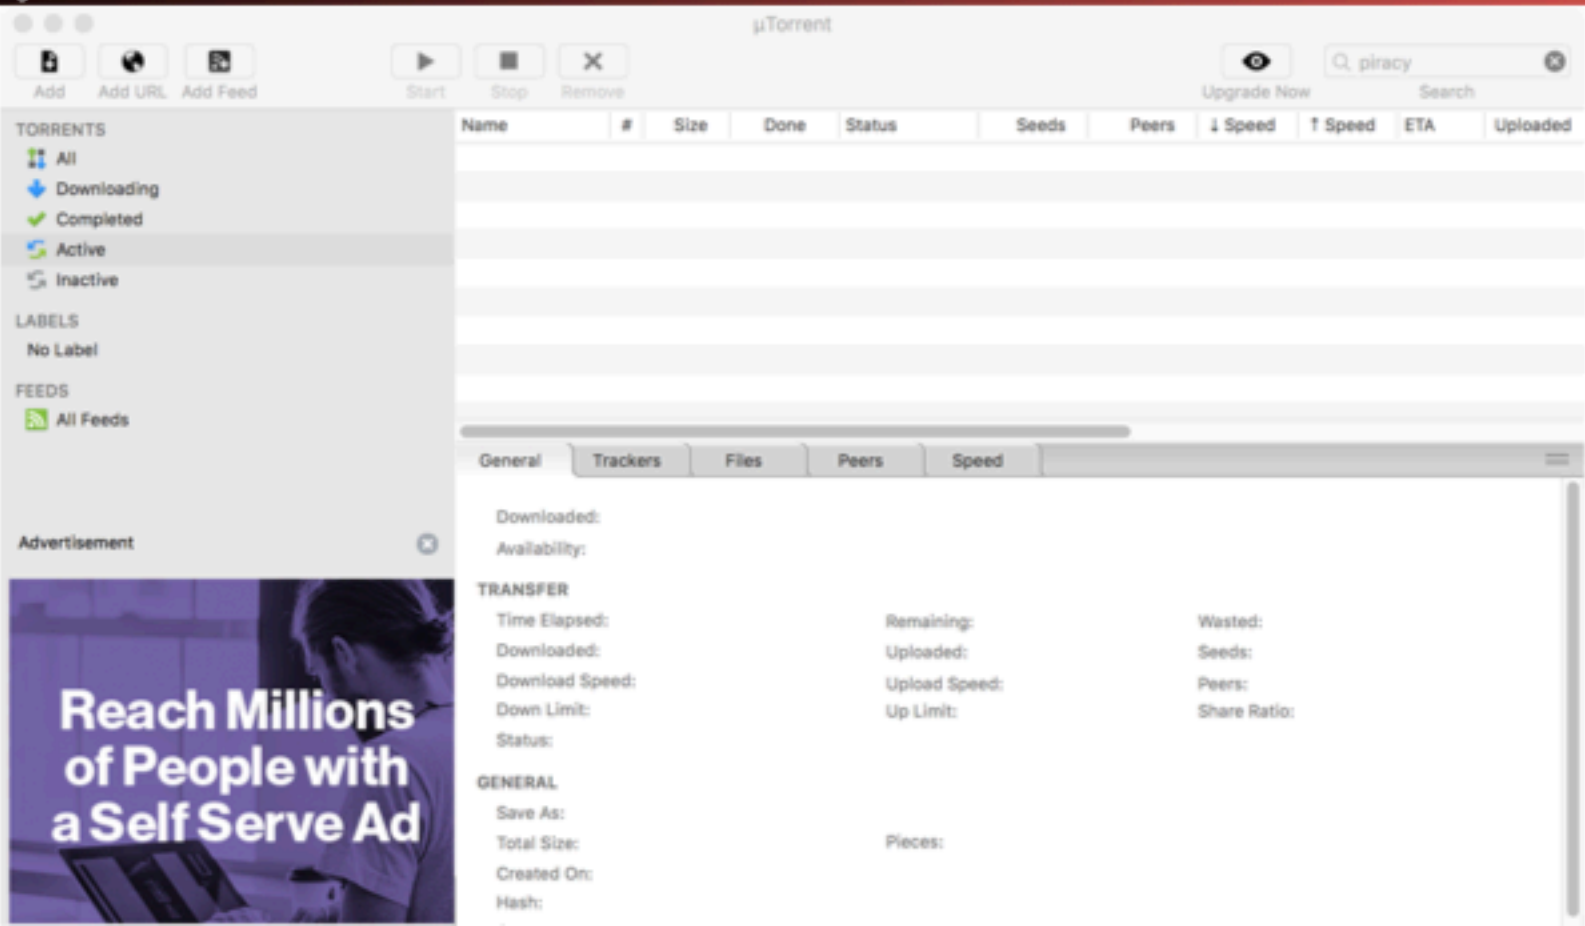 µTorrent
Add Add URL Add Feed Start Stop Remove Upgrade Now piracy Search
TORRENTS
All
Downloading
Completed
Active
Inactive
LABELS
No Label
FEEDS
All Feeds
Advertisement
Reach Millions
of People with
a Self Serve Ad
Name # Size Done Status Seeds Peers ↓ Speed ↑ Speed ETA Uploaded
General Trackers Files Peers Speed
Downloaded:
Availability:
TRANSFER
Time Elapsed: Remaining: Wasted:
Downloaded: Uploaded: Seeds:
Download Speed: Upload Speed: Peers:
Down Limit: Up Limit: Share Ratio:
Status:
GENERAL
Save As:
Total Size: Pieces:
Created On:
Hash: